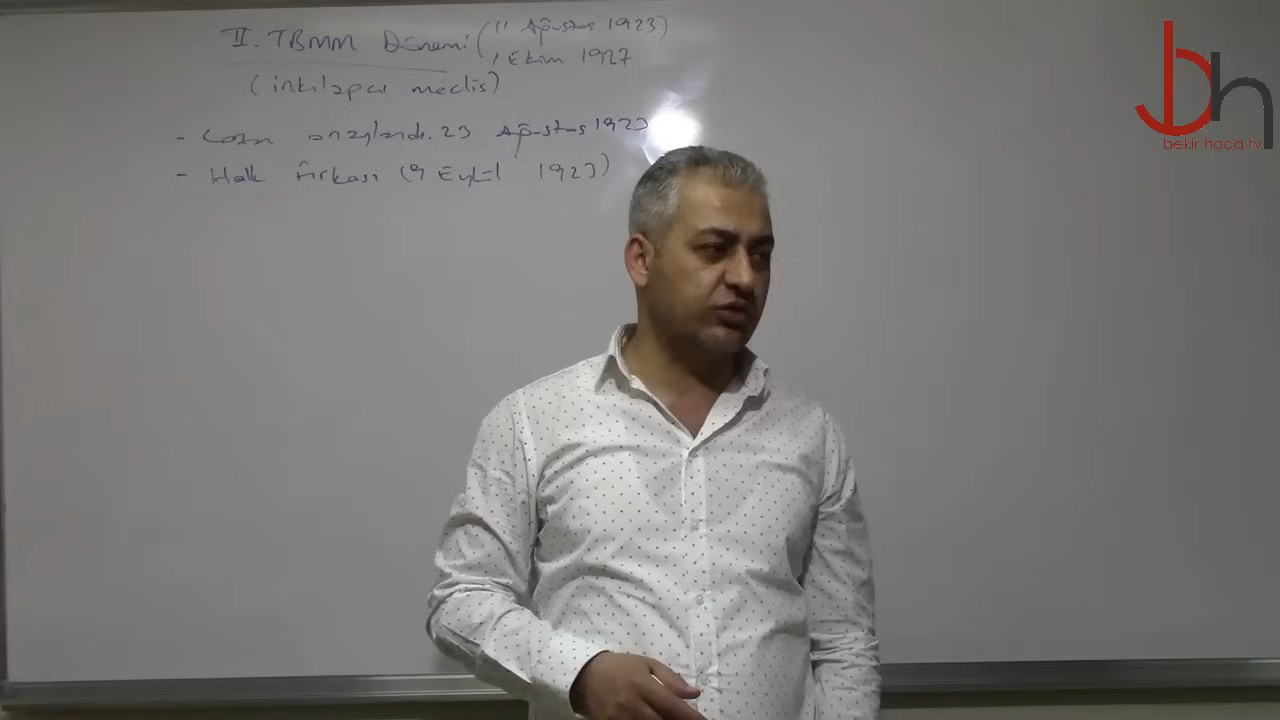 II. TBMM Dönemi (11 Ağustos 1923)
1 Ekim 1927
(inkılapçı meclis)
- Lozan onaylandı. 23 Ağustos 1923
- Halk Fırkası (9 Eylül 1923)
bh
bekir hoca tv